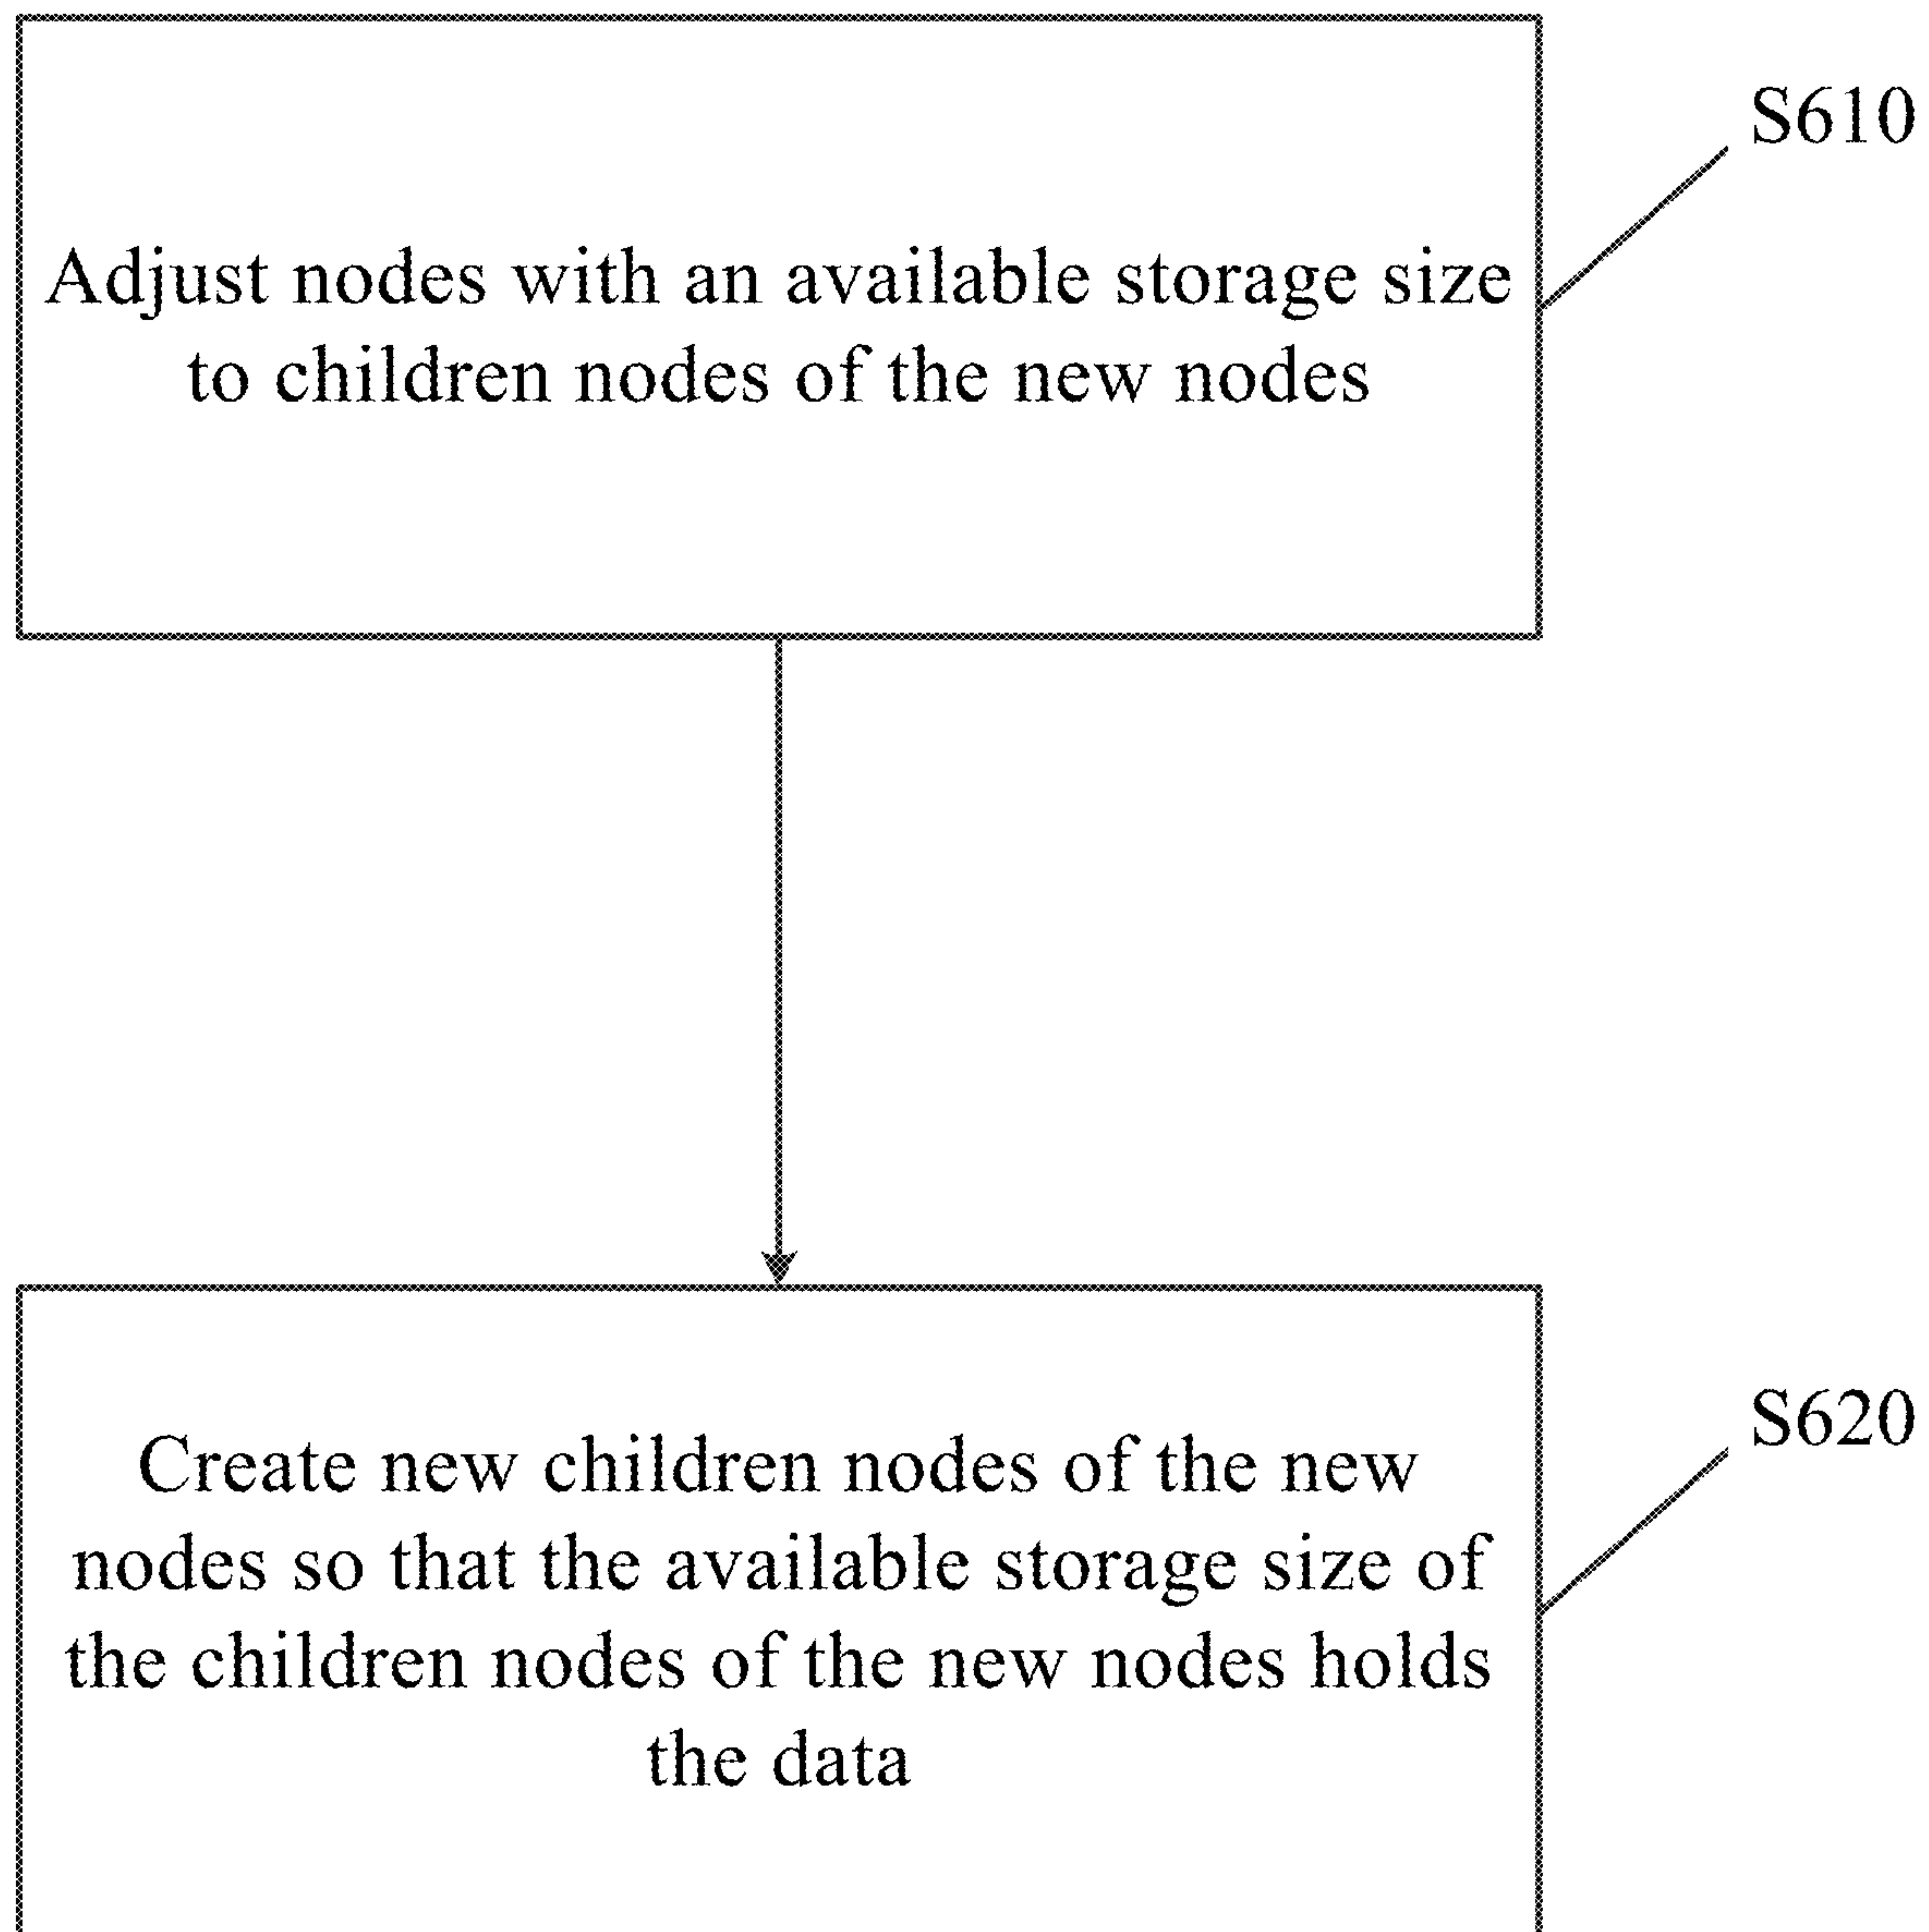 S610
Adjust nodes with an available storage size
to children nodes of the new nodes
S620
Create new children nodes of the new
nodes so that the available storage size of
the children nodes of the new nodes holds
the data